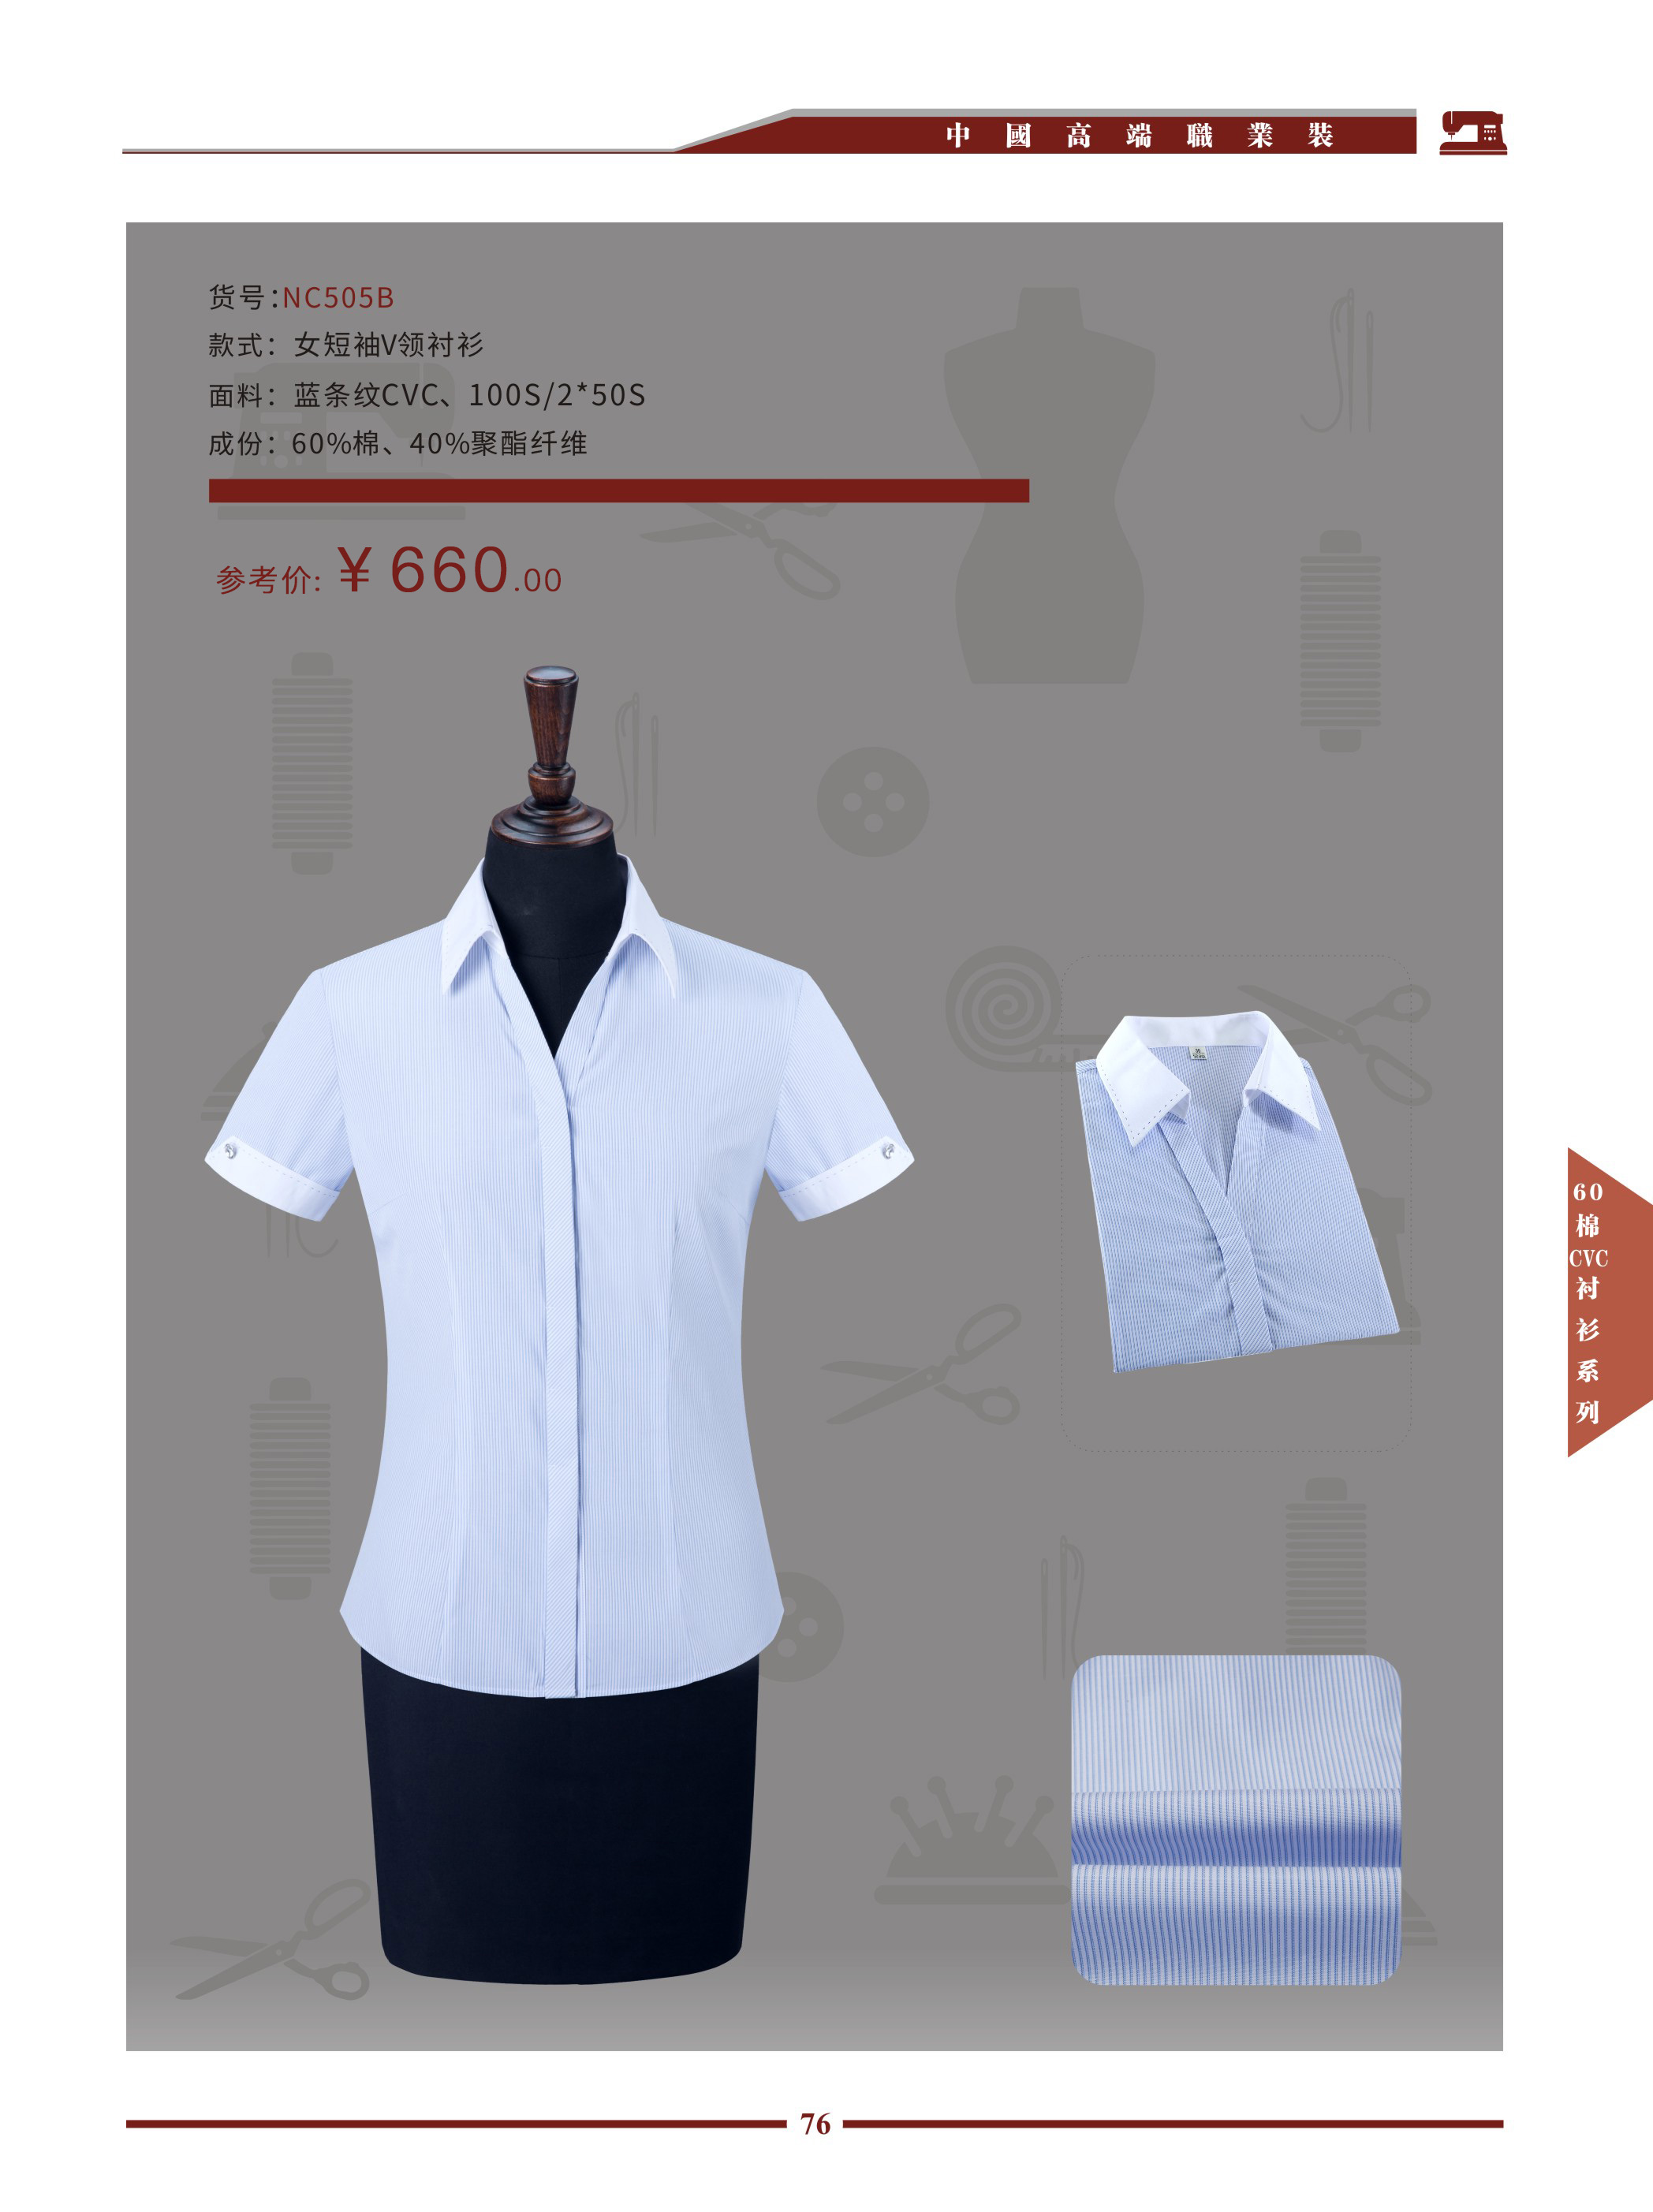 中國高端職業裝
货号:NC505B
款式：女短袖V领衬衫
面料：蓝条纹CVC、100S/2*50S
成份：60%棉、40%聚酯纤维
参考价: ¥ 660.00
60棉CVC衬衫系列
76